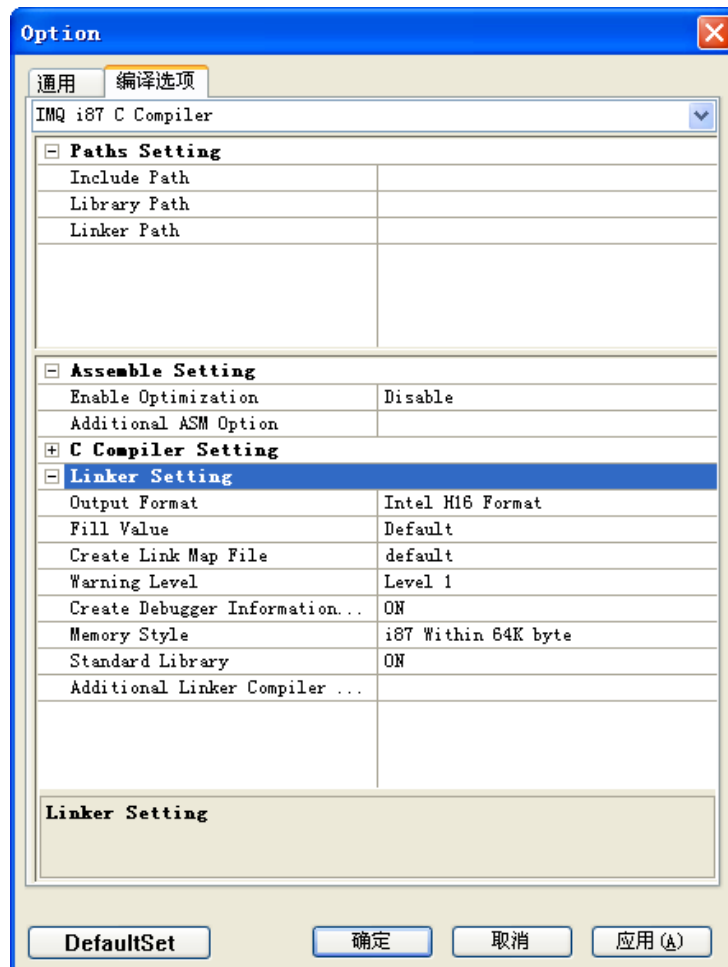 Option
通用 编译选项
IMQ i87 C Compiler
Paths Setting
Include Path
Library Path
Linker Path
Assemble Setting
Enable Optimization Disable
Additional ASM Option
C Compiler Setting
Linker Setting
Output Format Intel H16 Format
Fill Value Default
Create Link Map File default
Warning Level Level 1
Create Debugger Information... ON
Memory Style i87 Within 64K byte
Standard Library ON
Additional Linker Compiler ...
Linker Setting
DefaultSet 确定 取消 应用(A)